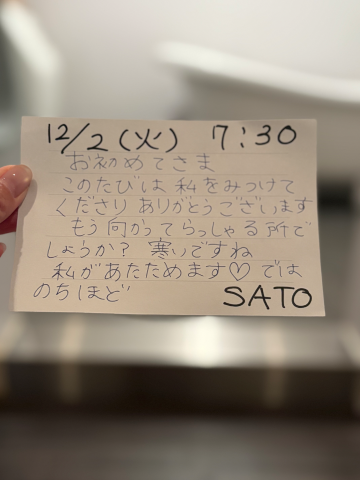 12/2(火) 7:30
お初めてさま
このたびは 私をみつけて
くださり ありがとうございます
もう 向かってらっしゃる所で
しょうか? 寒いですね
私があたためます♡ では
のちほど
SATO